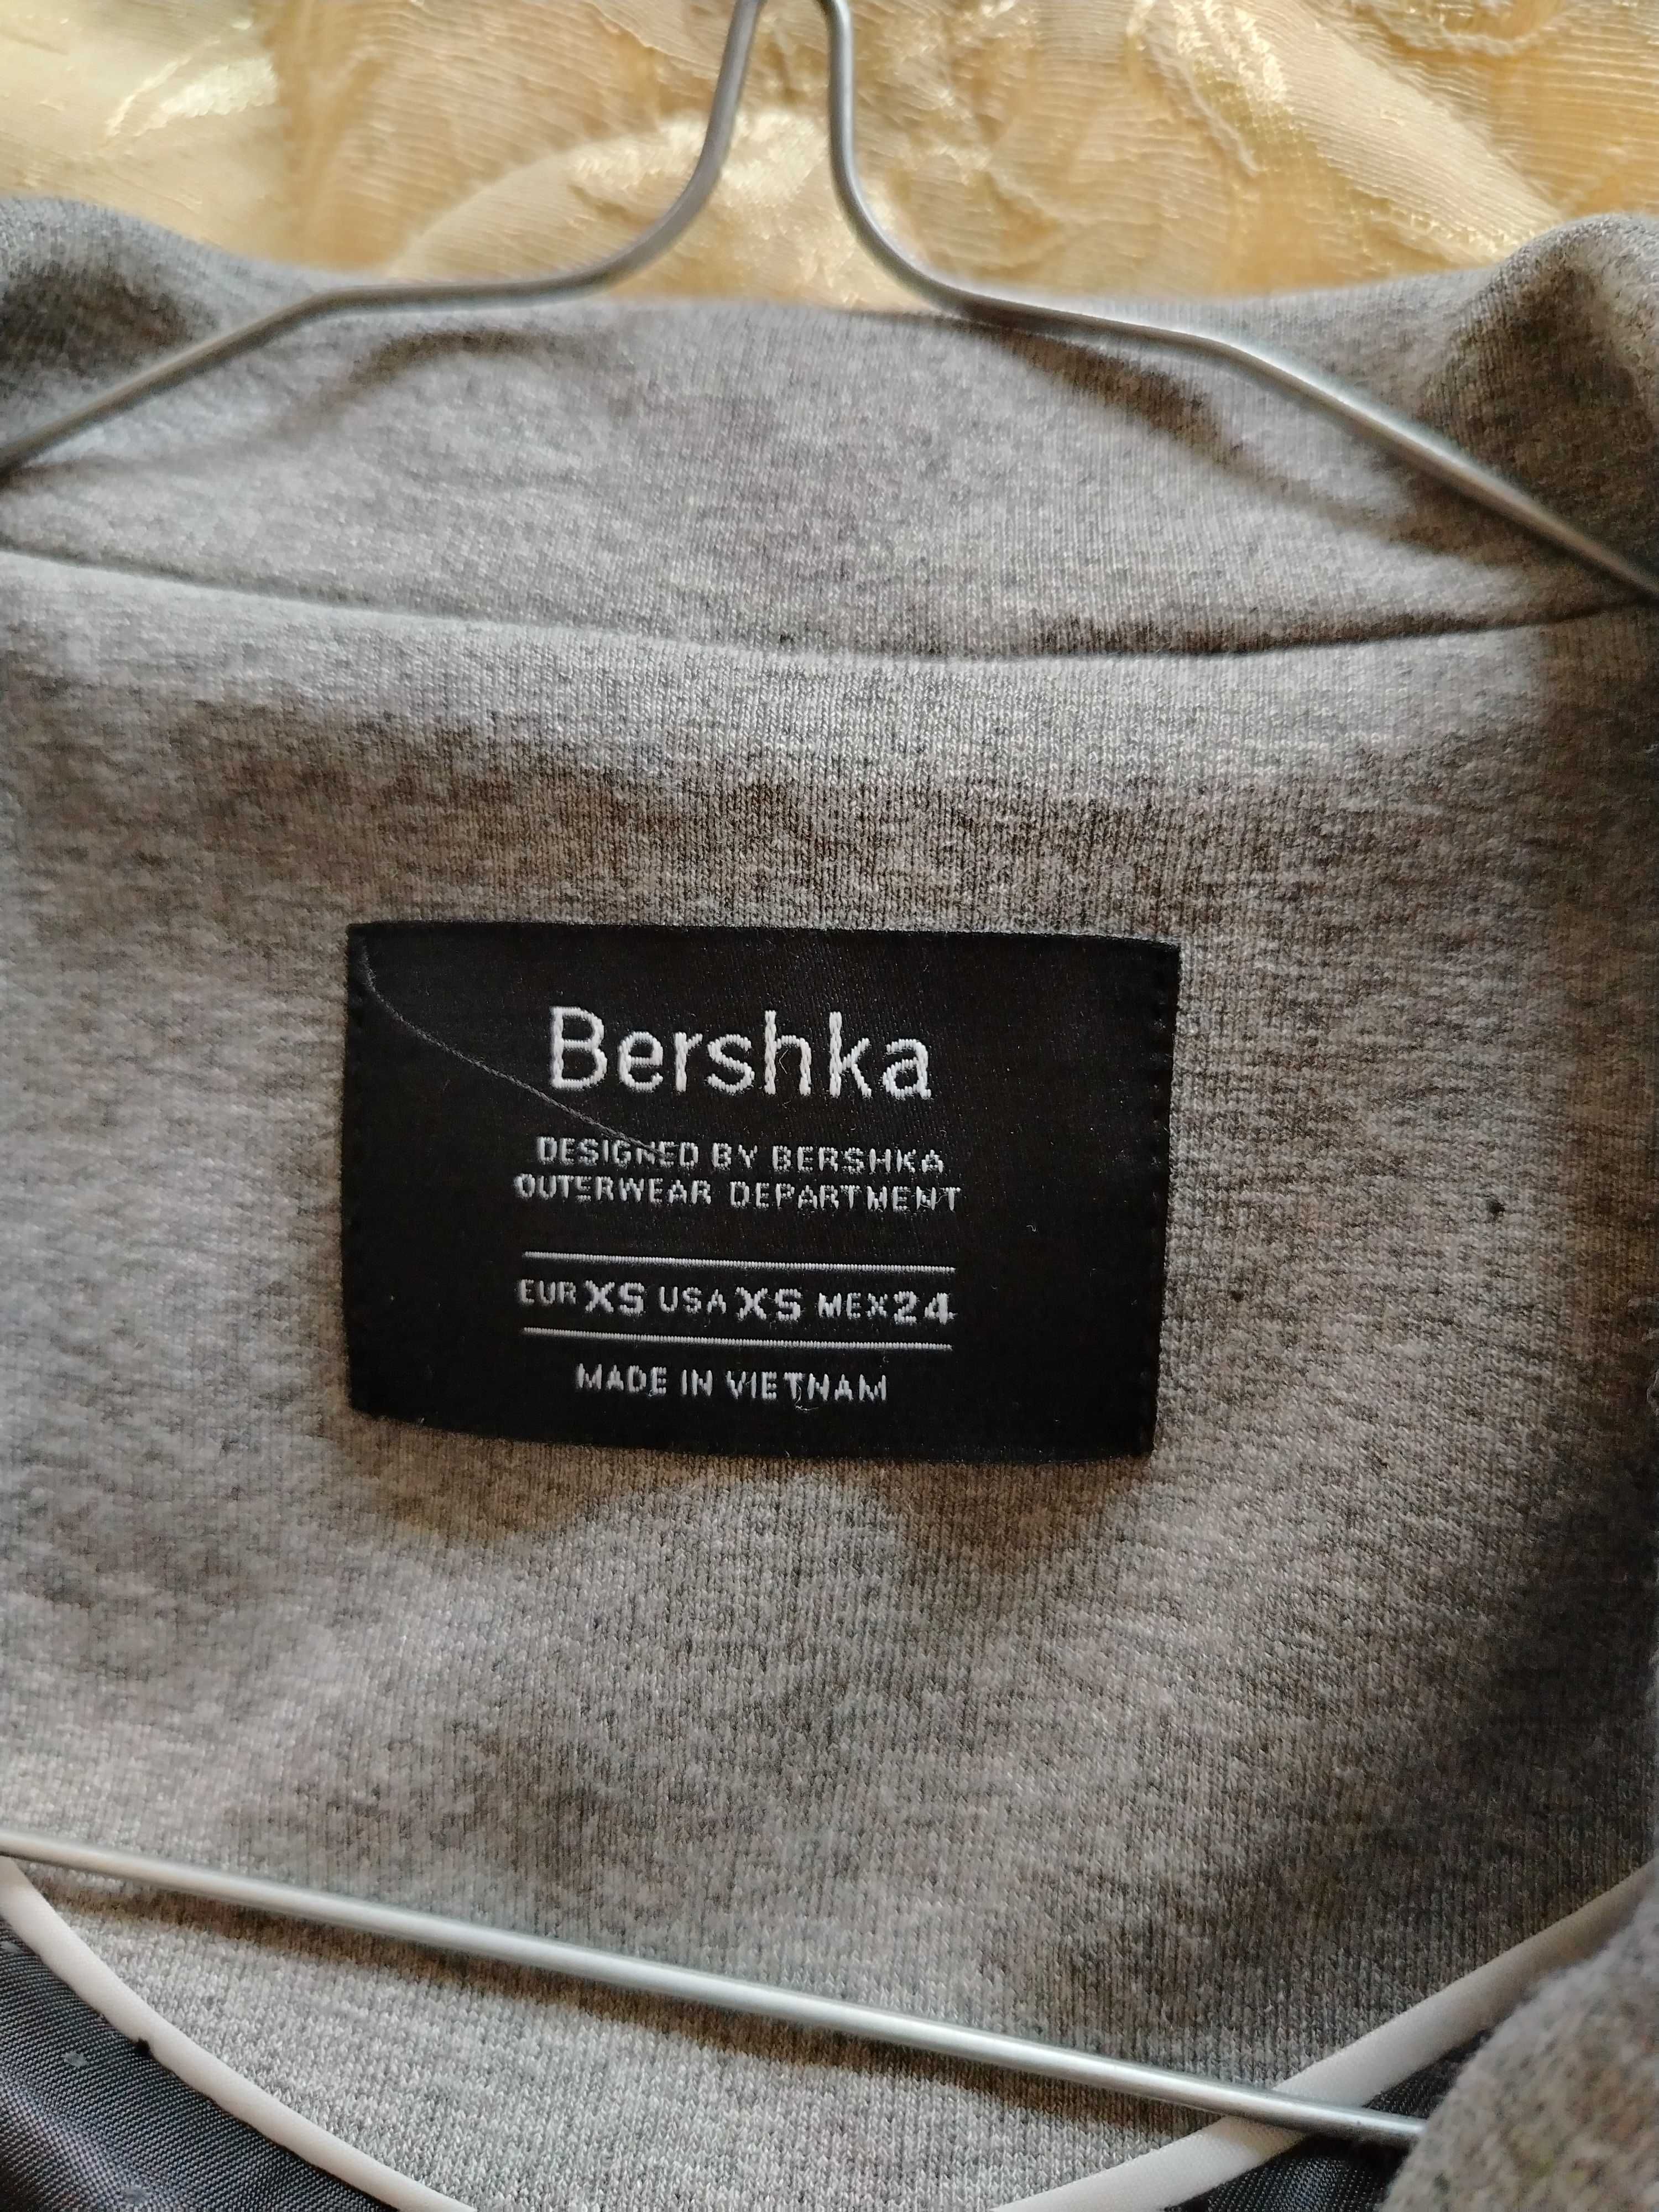 Bershka
DESIGNED BY BERSHKA
OUTERWEAR DEPARTMENT
EUR XS USA XS MEX 24
MADE IN VIETNAM